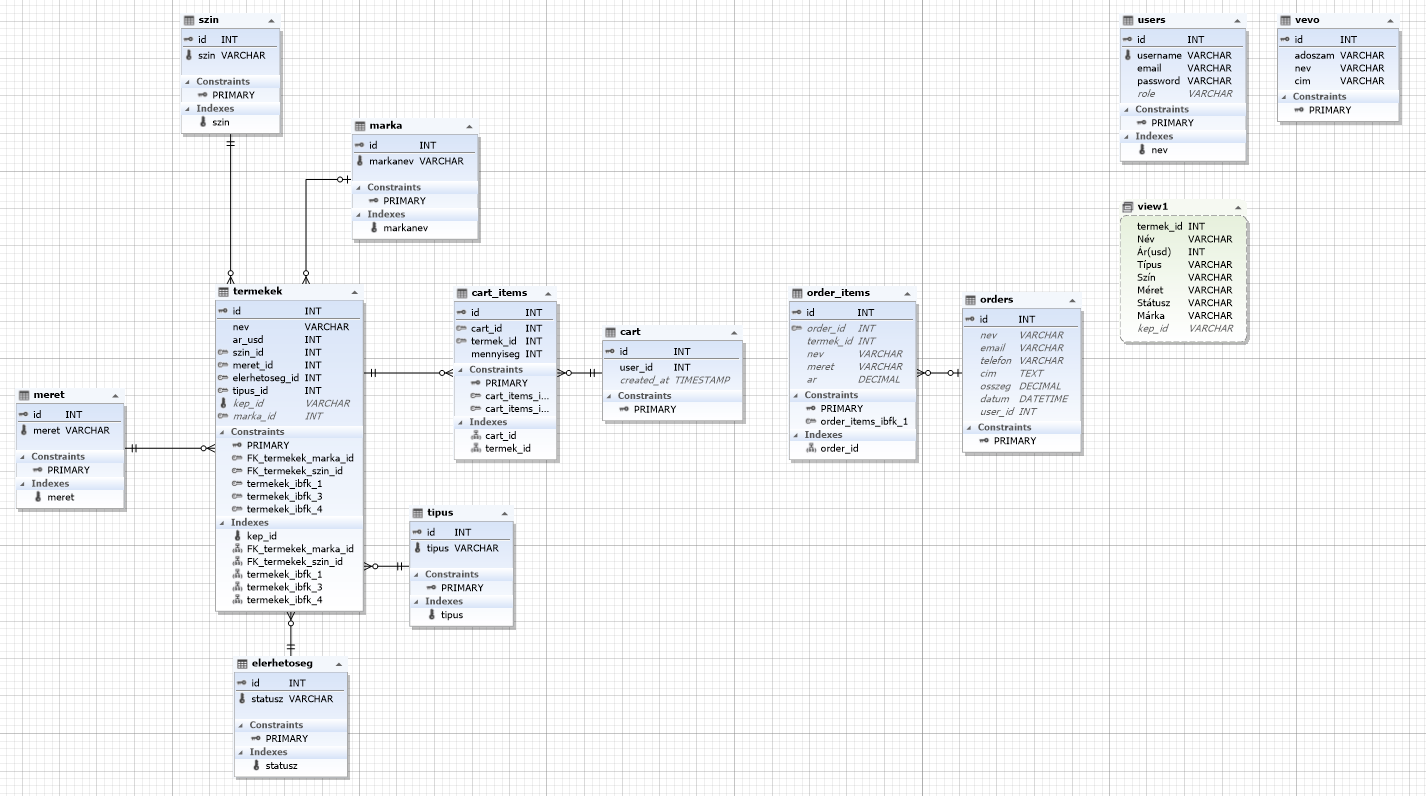 szin
id INT
szin VARCHAR
Constraints
PRIMARY
Indexes
szin
marka
id INT
markanev VARCHAR
Constraints
PRIMARY
Indexes
markanev
users
id INT
username VARCHAR
email VARCHAR
password VARCHAR
role VARCHAR
Constraints
PRIMARY
Indexes
nev
vevo
id INT
adoszam VARCHAR
nev VARCHAR
cim VARCHAR
Constraints
PRIMARY
view1
termek_id INT
Név VARCHAR
Ár(usd) INT
Típus VARCHAR
Szín VARCHAR
Méret VARCHAR
Státusz VARCHAR
Márka VARCHAR
kep_id VARCHAR
termekek
id INT
nev VARCHAR
ar_usd INT
szin_id INT
meret_id INT
elerhetoseg_id INT
tipus_id INT
kep_id VARCHAR
marka_id INT
Constraints
PRIMARY
FK_termekek_marka_id
FK_termekek_szin_id
termekek_ibfk_1
termekek_ibfk_3
termekek_ibfk_4
Indexes
kep_id
FK_termekek_marka_id
FK_termekek_szin_id
termekek_ibfk_1
termekek_ibfk_3
termekek_ibfk_4
cart_items
id INT
cart_id INT
termek_id INT
mennyiseg INT
Constraints
PRIMARY
cart_items_i...
cart_items_i...
Indexes
cart_id
termek_id
cart
id INT
user_id INT
created_at TIMESTAMP
Constraints
PRIMARY
order_items
id INT
order_id INT
termek_id INT
nev VARCHAR
meret VARCHAR
ar DECIMAL
Constraints
PRIMARY
order_items_ibfk_1
Indexes
order_id
orders
id INT
nev VARCHAR
email VARCHAR
telefon VARCHAR
cim TEXT
osszeg DECIMAL
datum DATETIME
user_id INT
Constraints
PRIMARY
meret
id INT
meret VARCHAR
Constraints
PRIMARY
Indexes
meret
tipus
id INT
tipus VARCHAR
Constraints
PRIMARY
Indexes
tipus
elerhetoseg
id INT
statusz VARCHAR
Constraints
PRIMARY
Indexes
statusz